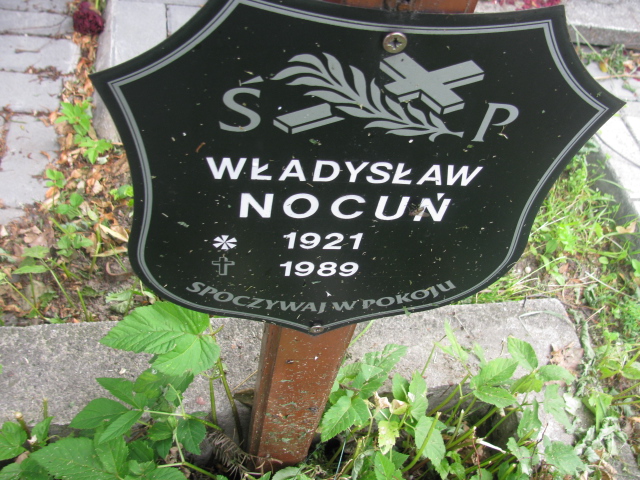 Ś P
WŁADYSŁAW
NOCUŃ
* 1921
✝ 1989
SPOCZYWAJ W POKOJU